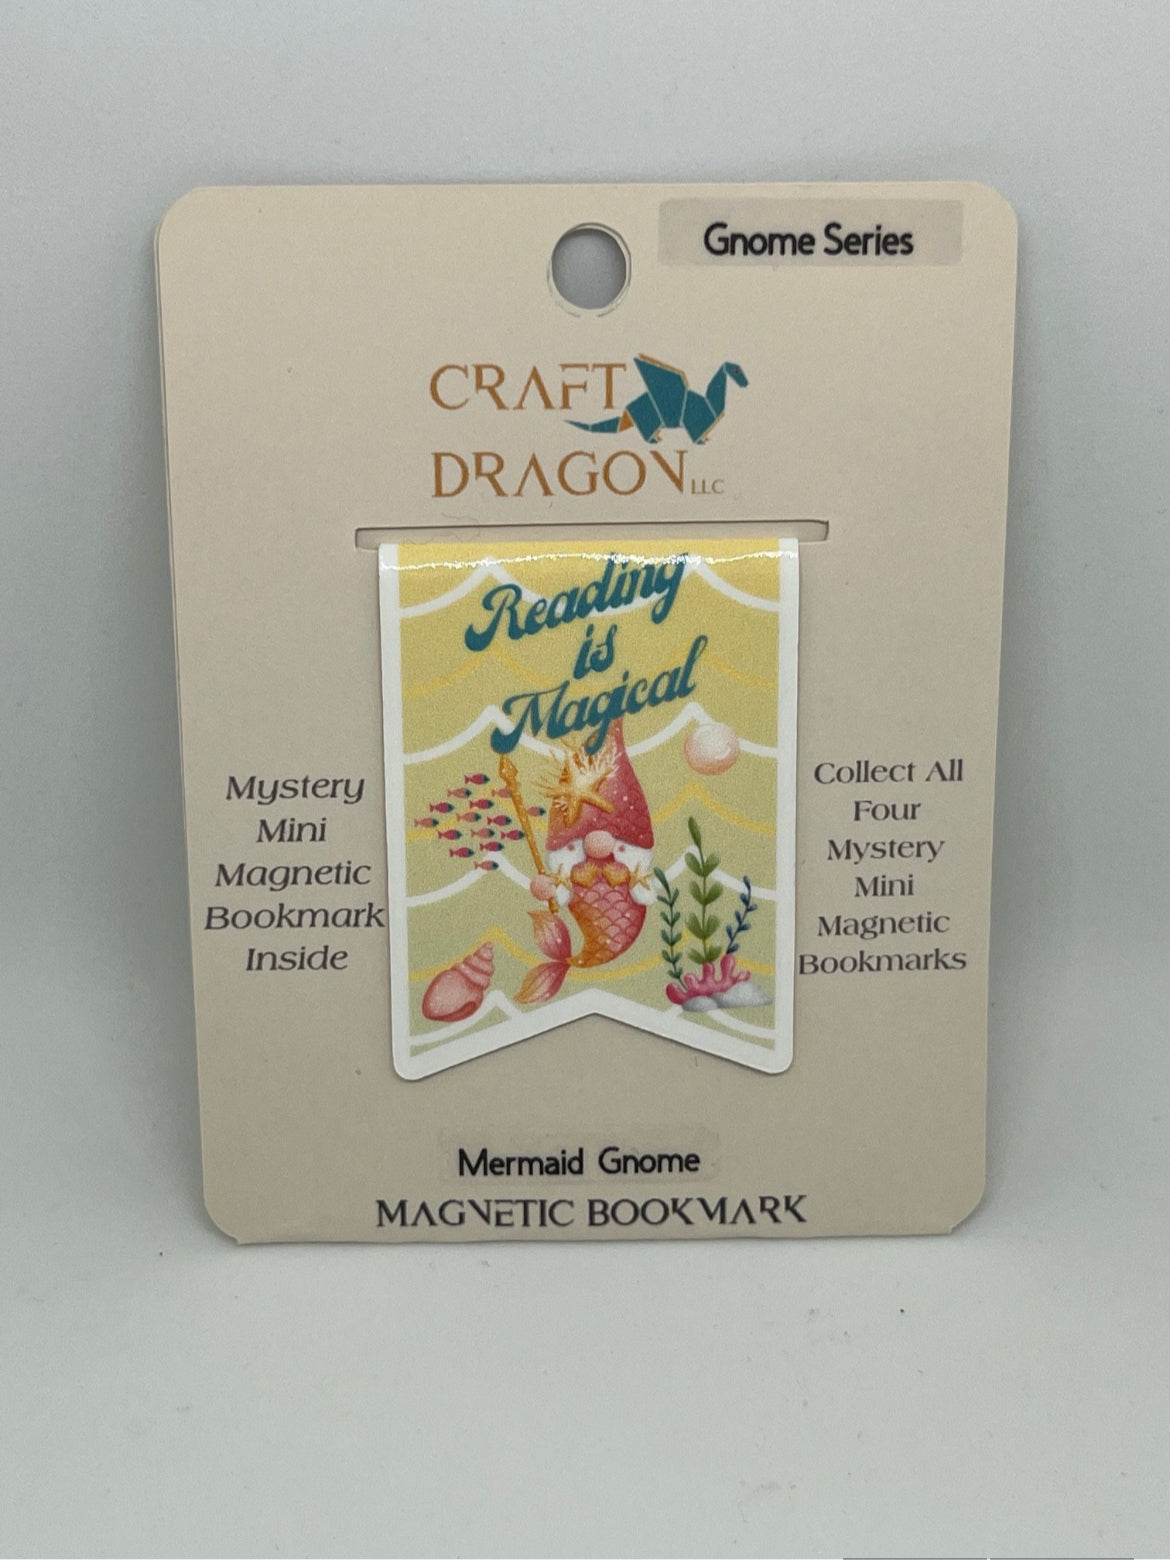 Gnome Series
CRAFT
DRAGON LLC
Reading
is
Magical
Mystery
Mini
Magnetic
Bookmark
Inside
Collect All
Four
Mystery
Mini
Magnetic
Bookmarks
Mermaid Gnome
MAGNETIC BOOKMARK